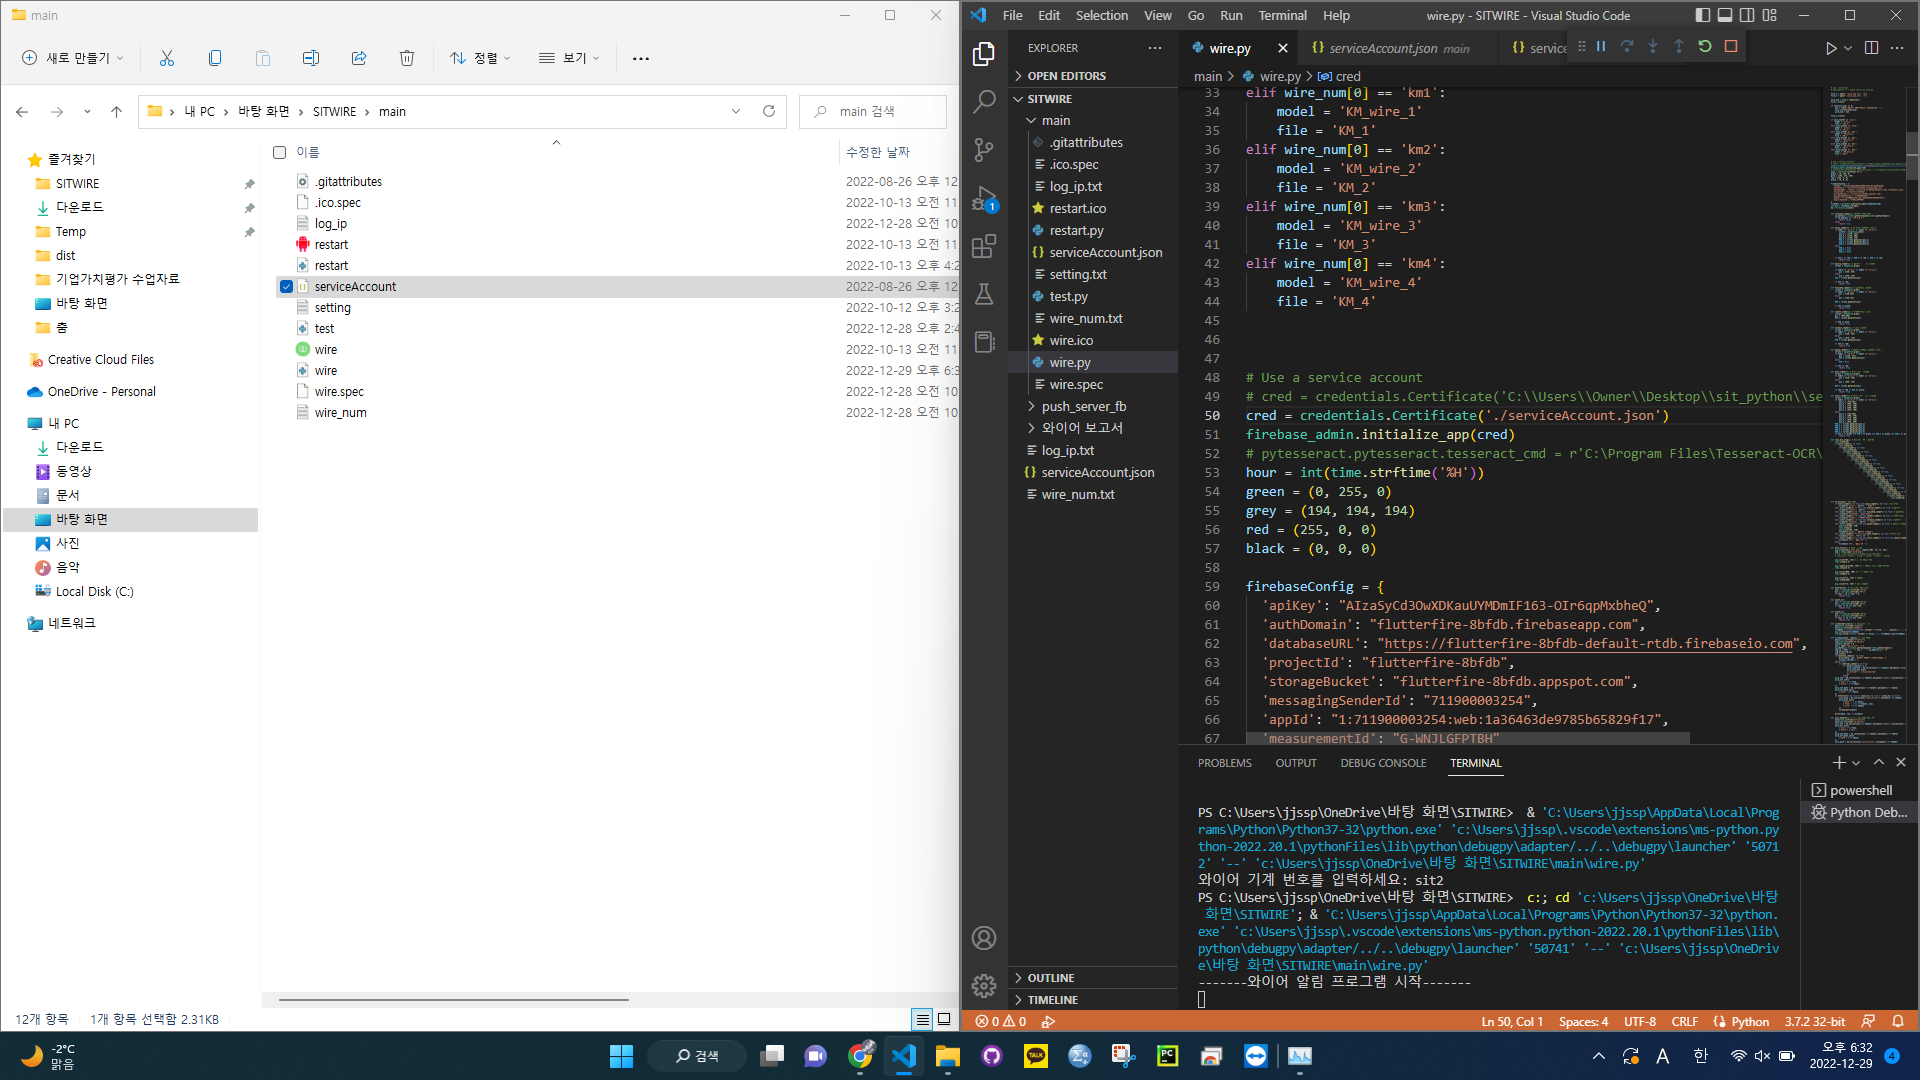 main
새로 만들기
정렬
보기
내 PC
바탕 화면
SITWIRE
main
main 검색
즐겨찾기
SITWIRE
다운로드
Temp
dist
기업가치평가 수업자료
바탕 화면
춤
Creative Cloud Files
OneDrive - Personal
내 PC
다운로드
동영상
문서
바탕 화면
사진
음악
Local Disk (C:)
네트워크
이름
수정한 날짜
.gitattributes
2022-08-26 오후 12
.ico.spec
2022-10-13 오전 11
log_ip
2022-12-28 오전 10
restart
2022-10-13 오전 11
restart
2022-10-13 오후 4:2
serviceAccount
2022-08-26 오후 12
setting
2022-10-12 오후 3:2
test
2022-12-28 오후 2:4
wire
2022-10-13 오전 11
wire
2022-12-29 오후 6:3
wire.spec
2022-12-28 오전 10
wire_num
2022-12-28 오전 10
12개 항목
1개 항목 선택함 2.31KB
File Edit Selection View Go Run Terminal Help
wire.py - SITWIRE - Visual Studio Code
EXPLORER
OPEN EDITORS
SITWIRE
main
.gitattributes
.ico.spec
log_ip.txt
restart.ico
restart.py
serviceAccount.json
setting.txt
test.py
wire_num.txt
wire.ico
wire.py
wire.spec
push_server_fb
와이어 보고서
log_ip.txt
serviceAccount.json
wire_num.txt
OUTLINE
TIMELINE
1
wire.py
serviceAccount.json main
service
main > wire.py > cred
33 elif wire_num[0] == 'km1':
34 model = 'KM_wire_1'
35 file = 'KM_1'
36 elif wire_num[0] == 'km2':
37 model = 'KM_wire_2'
38 file = 'KM_2'
39 elif wire_num[0] == 'km3':
40 model = 'KM_wire_3'
41 file = 'KM_3'
42 elif wire_num[0] == 'km4':
43 model = 'KM_wire_4'
44 file = 'KM_4'
45
46
47
48 # Use a service account
49 # cred = credentials.Certificate('C:\\Users\\Owner\\Desktop\\sit_python\\se
50 cred = credentials.Certificate('./serviceAccount.json')
51 firebase_admin.initialize_app(cred)
52 # pytesseract.pytesseract.tesseract_cmd = r'C:\Program Files\Tesseract-OCR\
53 hour = int(time.strftime('%H'))
54 green = (0, 255, 0)
55 grey = (194, 194, 194)
56 red = (255, 0, 0)
57 black = (0, 0, 0)
58
59 firebaseConfig = {
60 'apiKey': "AIzaSyCd3OwXDKauUYMDmIF163-OIr6qpMxbheQ",
61 'authDomain': "flutterfire-8bfdb.firebaseapp.com",
62 'databaseURL': "https://flutterfire-8bfdb-default-rtdb.firebaseio.com",
63 'projectId': "flutterfire-8bfdb",
64 'storageBucket': "flutterfire-8bfdb.appspot.com",
65 'messagingSenderId': "711900003254",
66 'appId': "1:711900003254:web:1a36463de9785b65829f17",
67 'measurementId': "G-WNJLGFPTBH"
PROBLEMS OUTPUT DEBUG CONSOLE TERMINAL
powershell
Python Deb...
PS C:\Users\jjssp\OneDrive\바탕 화면\SITWIRE> & 'C:\Users\jjssp\AppData\Local\Prog
rams\Python\Python37-32\python.exe' 'c:\Users\jjssp\.vscode\extensions\ms-python.py
thon-2022.20.1\pythonFiles\lib\python\debugpy\adapter/../..\debugpy\launcher' '5071
2' '--' 'c:\Users\jjssp\OneDrive\바탕 화면\SITWIRE\main\wire.py'
와이어 기계 번호를 입력하세요: sit2
PS C:\Users\jjssp\OneDrive\바탕 화면\SITWIRE> c:; cd 'c:\Users\jjssp\OneDrive\바탕
화면\SITWIRE'; & 'C:\Users\jjssp\AppData\Local\Programs\Python\Python37-32\python.
exe' 'c:\Users\jjssp\.vscode\extensions\ms-python.python-2022.20.1\pythonFiles\lib\
python\debugpy\adapter/../..\debugpy\launcher' '50741' '--' 'c:\Users\jjssp\OneDriv
e\바탕 화면\SITWIRE\main\wire.py'
-------와이어 알림 프로그램 시작-------
0 0
Ln 50, Col 1 Spaces: 4 UTF-8 CRLF Python 3.7.2 32-bit
-2°C
맑음
검색
TALK
PC
A
한
오후 6:32
2022-12-29
4